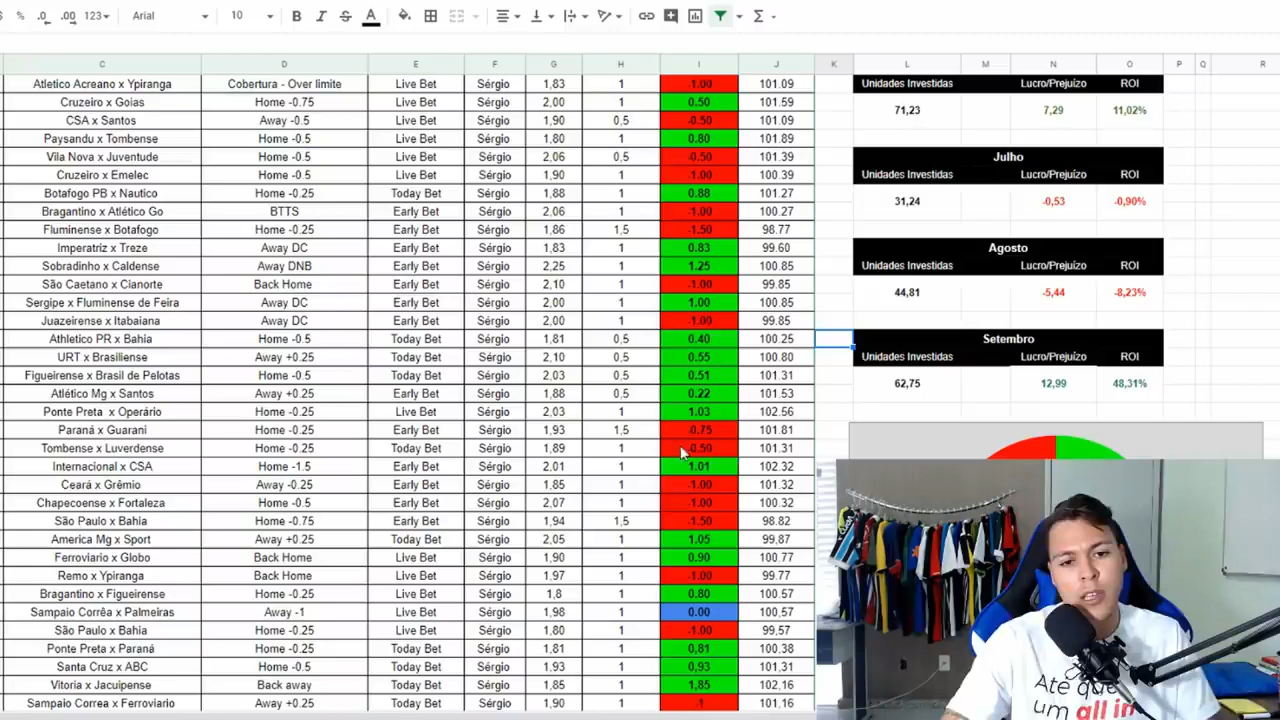 % .0 .00 123 Arial 10 B I S A Σ
C D E F G H I J K L M N O P Q R
Atletico Acreano x Ypiranga Cobertura - Over limite Live Bet Sérgio 1,83 1 -1.00 101.09
Cruzeiro x Goias Home -0.75 Live Bet Sérgio 2,00 1 0.50 101.59
CSA x Santos Away -0.5 Live Bet Sérgio 1,90 0,5 -0.50 101.09
Paysandu x Tombense Home -0.5 Live Bet Sérgio 1,80 1 0.80 101.89
Vila Nova x Juventude Home -0.5 Live Bet Sérgio 2,06 0,5 -0.50 101.39
Cruzeiro x Emelec Home -0.5 Live Bet Sérgio 1,90 1 -1.00 100.39
Botafogo PB x Nautico Home -0.25 Today Bet Sérgio 1,88 1 0.88 101.27
Bragantino x Atlético Go BTTS Early Bet Sérgio 2,06 1 -1.00 100.27
Fluminense x Botafogo Home -0.25 Early Bet Sérgio 1,86 1,5 -1.50 98.77
Imperatriz x Treze Away DC Early Bet Sérgio 1,83 1 0.83 99.60
Sobradinho x Caldense Away DNB Early Bet Sérgio 2,25 1 1.25 100.85
São Caetano x Cianorte Back Home Early Bet Sérgio 2,10 1 -1.00 99.85
Sergipe x Fluminense de Feira Away DC Early Bet Sérgio 2,00 1 1.00 100.85
Juazeirense x Itabaiana Away DC Early Bet Sérgio 2,00 1 -1.00 99.85
Athletico PR x Bahia Home -0.5 Today Bet Sérgio 1,81 0,5 0.40 100.25
URT x Brasiliense Away +0.25 Today Bet Sérgio 2,10 0,5 0.55 100.80
Figueirense x Brasil de Pelotas Home -0.5 Today Bet Sérgio 2,03 0,5 0.51 101.31
Atlético Mg x Santos Away +0.25 Today Bet Sérgio 1,88 0,5 0.22 101.53
Ponte Preta x Operário Home -0.25 Live Bet Sérgio 2,03 1 1.03 102.56
Paraná x Guarani Home -0.25 Early Bet Sérgio 1,93 1,5 -0.75 101.81
Tombense x Luverdense Home -0.25 Today Bet Sérgio 1,89 1 -0.50 101.31
Internacional x CSA Home -1.5 Early Bet Sérgio 2,01 1 1.01 102.32
Ceará x Grêmio Away -0.25 Early Bet Sérgio 1,85 1 -1.00 101.32
Chapecoense x Fortaleza Home -0.5 Early Bet Sérgio 2,07 1 -1.00 100.32
São Paulo x Bahia Home -0.75 Early Bet Sérgio 1,94 1,5 -1.50 98.82
America Mg x Sport Away -0.25 Early Bet Sérgio 2,05 1 1.05 99,87
Ferroviario x Globo Back Home Live Bet Sérgio 1,90 1 0.90 100.77
Remo x Ypiranga Back Home Live Bet Sérgio 1,97 1 -1.00 99.77
Bragantino x Figueirense Home -0.25 Live Bet Sérgio 1,8 1 0.80 100.57
Sampaio Corrêa x Palmeiras Away -1 Live Bet Sérgio 1,98 1 0.00 100,57
São Paulo x Bahia Home -0.25 Live Bet Sérgio 1,80 1 -1.00 99,57
Ponte Preta x Paraná Home -0.25 Today Bet Sérgio 1,81 1 0,81 100.38
Santa Cruz x ABC Home -0.5 Today Bet Sérgio 1,93 1 0,93 101.31
Vitoria x Jacuipense Back away Today Bet Sérgio 1,85 1 1,85 102,16
Sampaio Correa x Ferroviario Away +0.25 Today Bet Sérgio 1,90 1 -1 101,16
Unidades Investidas Lucro/Prejuízo ROI
71,23 7,29 11,02%
Julho
Unidades Investidas Lucro/Prejuízo ROI
31,24 -0,53 -0,90%
Agosto
Unidades Investidas Lucro/Prejuízo ROI
44,81 -5,44 -8,23%
Setembro
Unidades Investidas Lucro/Prejuízo ROI
62,75 12,99 48,31%
Até que
um all in